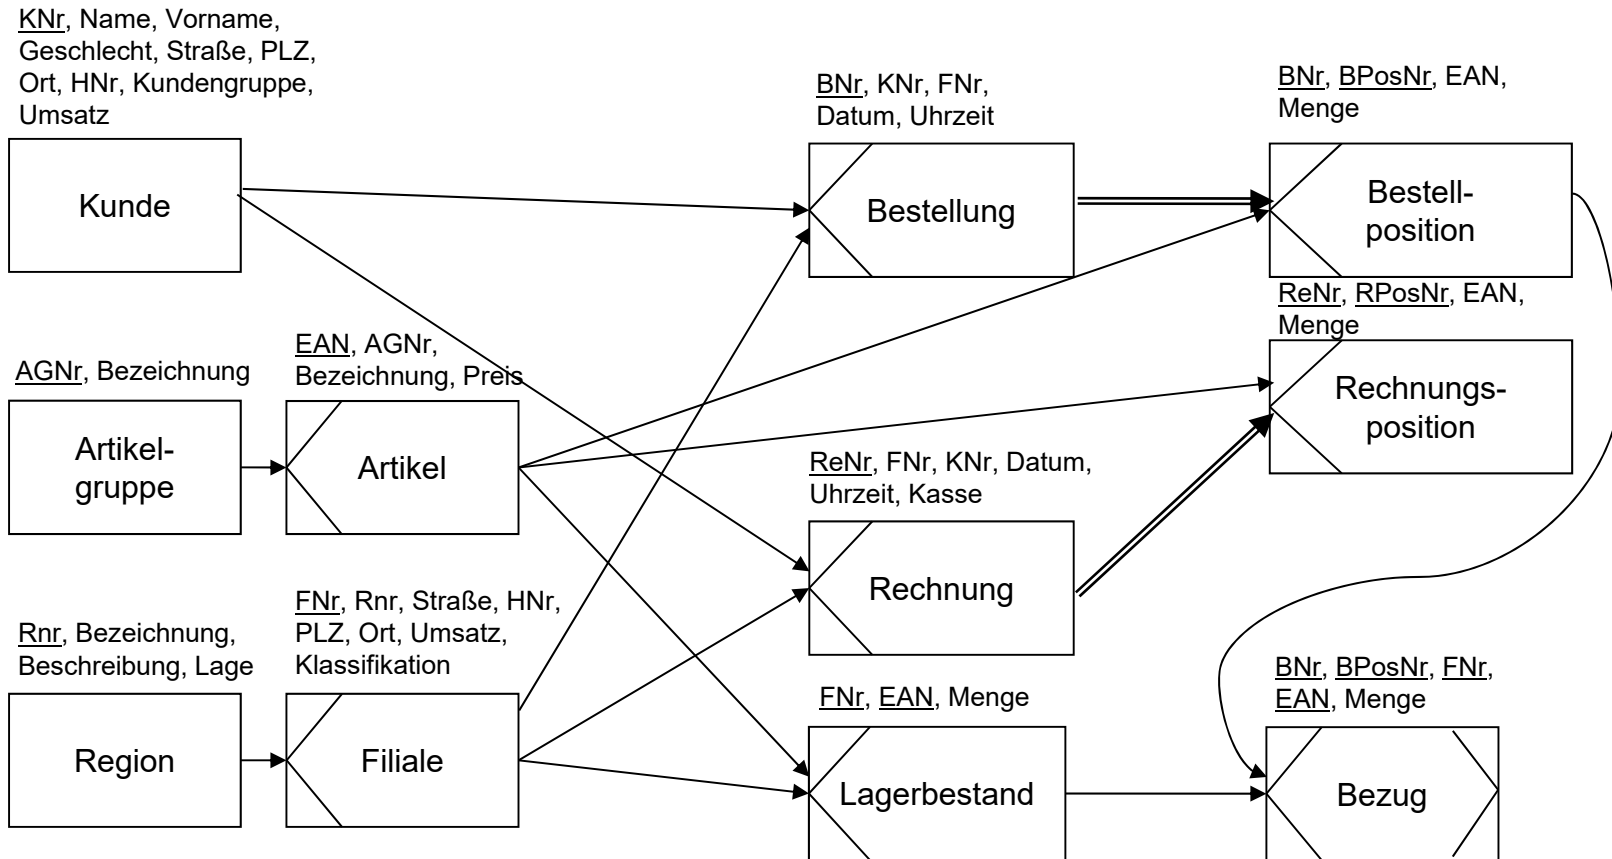 KNr, Name, Vorname,
Geschlecht, Straße, PLZ,
Ort, HNr, Kundengruppe,
Umsatz
Kunde
BNr, KNr, FNr,
Datum, Uhrzeit
Bestellung
BNr, BPosNr, EAN,
Menge
Bestell-
position
AGNr, Bezeichnung
Artikel-
gruppe
EAN, AGNr,
Bezeichnung, Preis
Artikel
ReNr, RPosNr, EAN,
Menge
Rechnungs-
position
ReNr, FNr, KNr, Datum,
Uhrzeit, Kasse
Rechnung
Rnr, Bezeichnung,
Beschreibung, Lage
Region
FNr, Rnr, Straße, HNr,
PLZ, Ort, Umsatz,
Klassifikation
Filiale
FNr, EAN, Menge
Lagerbestand
BNr, BPosNr, FNr,
EAN, Menge
Bezug